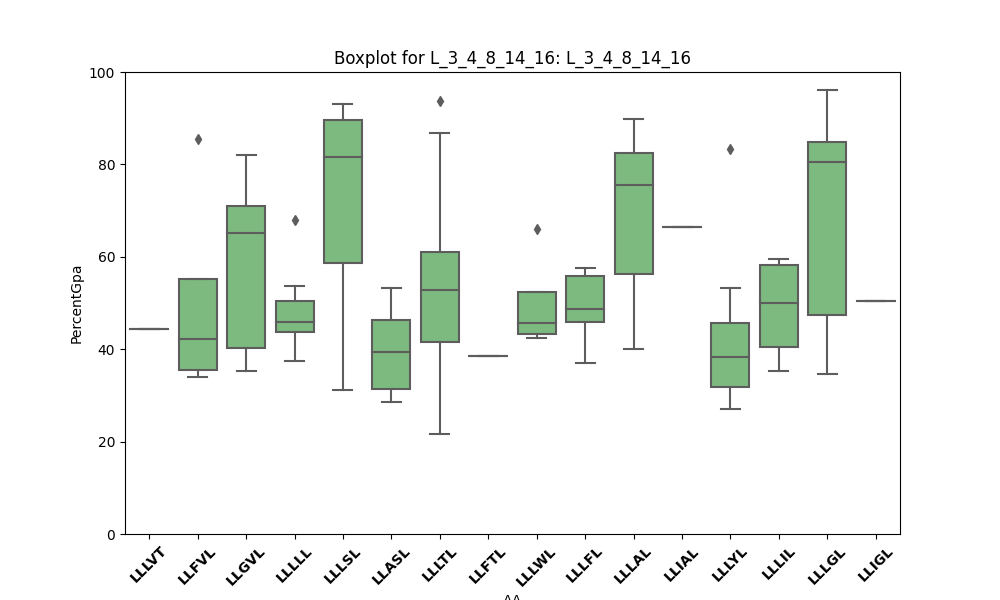 Boxplot for L_3_4_8_14_16: L_3_4_8_14_16
100
80
60
40
20
0
PercentGpa
LLLVT LLFVL LLGVL LLLLL LLLSL LLASL LLLTL LLFTL LLLWL LLLFL LLLAL LLIAL LLLYL LLLIL LLLGL LLIGL
AA